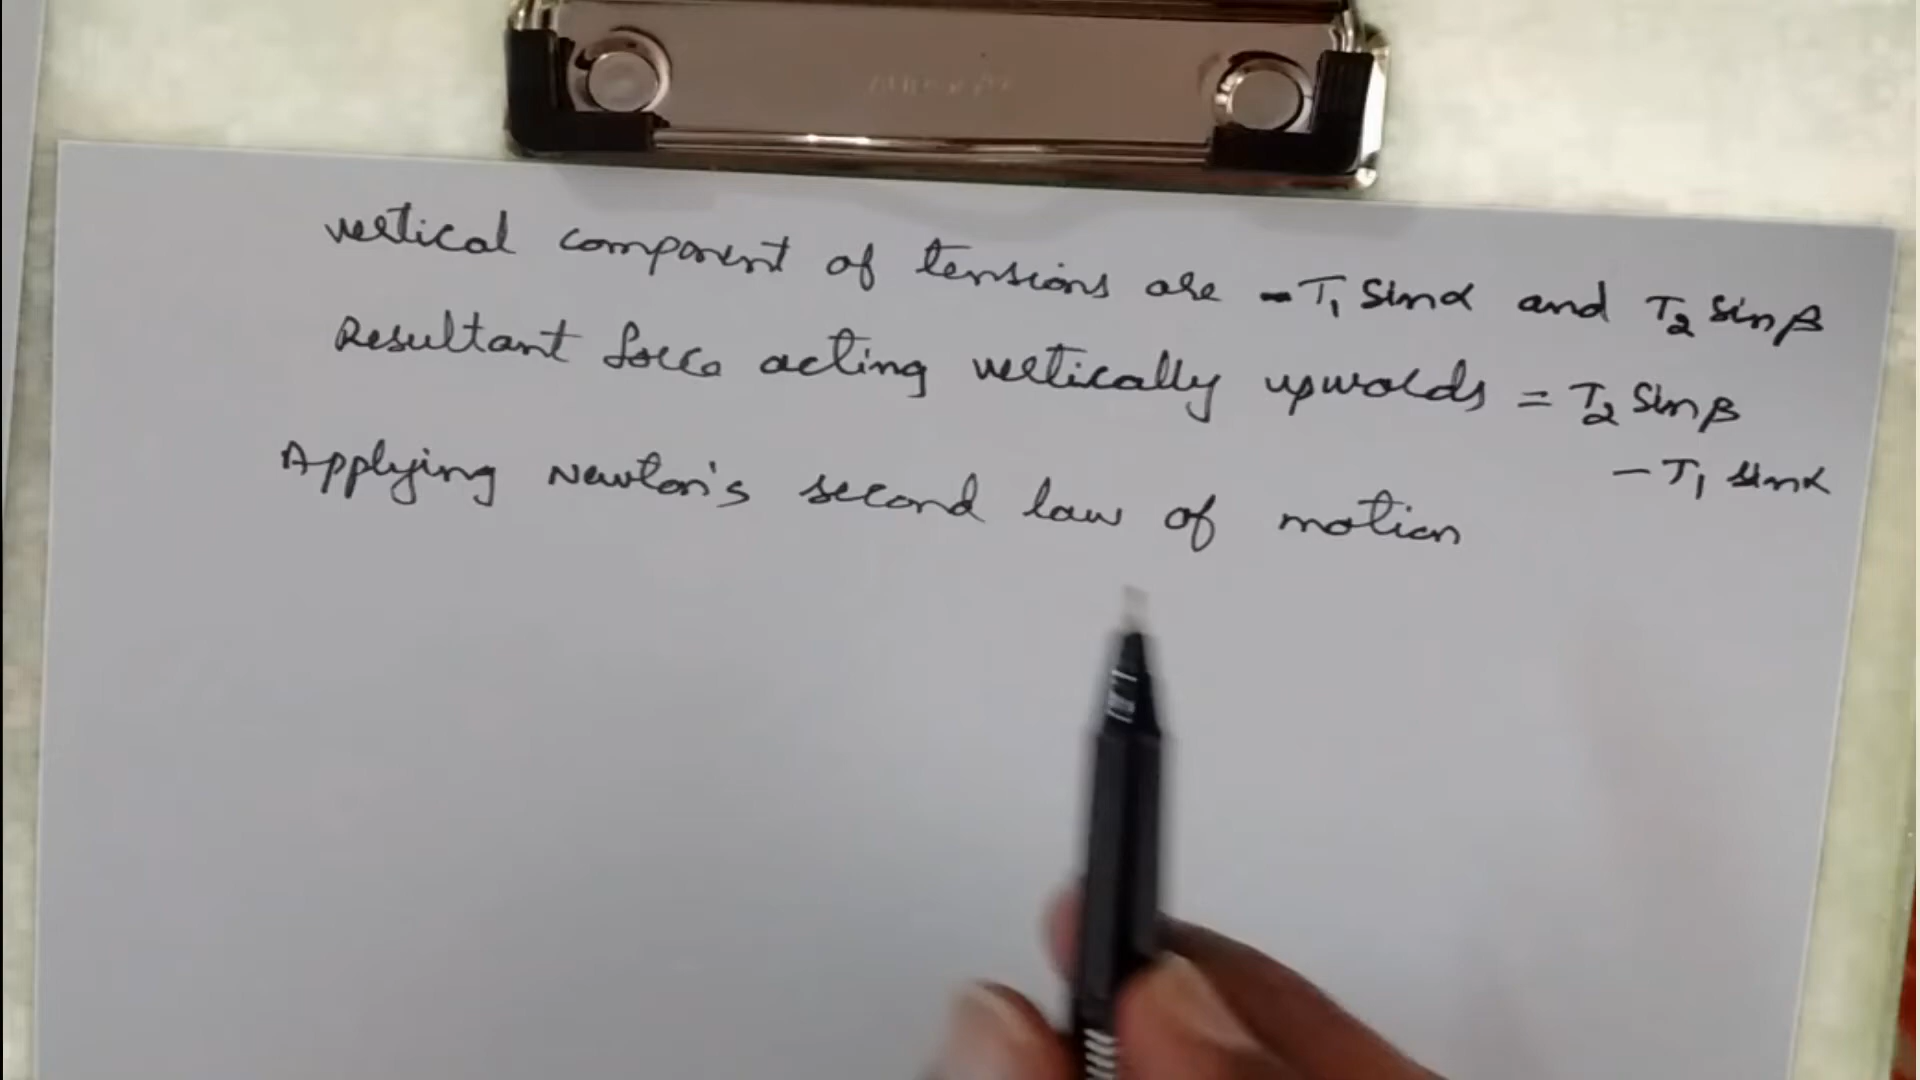 vertical component of tensions are -T₁ sinα and T₂ sinβ
Resultant force acting vertically upwards = T₂ sinβ
- T₁ sinα
Applying Newton's second law of motion